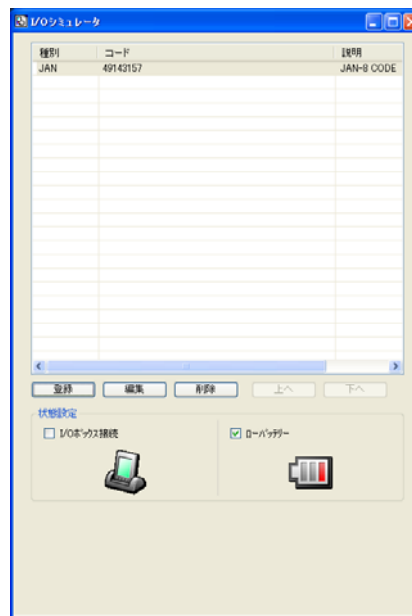 I/Oシミュレータ
種別 コード 説明
JAN 49143157 JAN-8 CODE
登録 編集 削除 上へ 下へ
状態設定
I/Oボックス接続 ローバッテリー